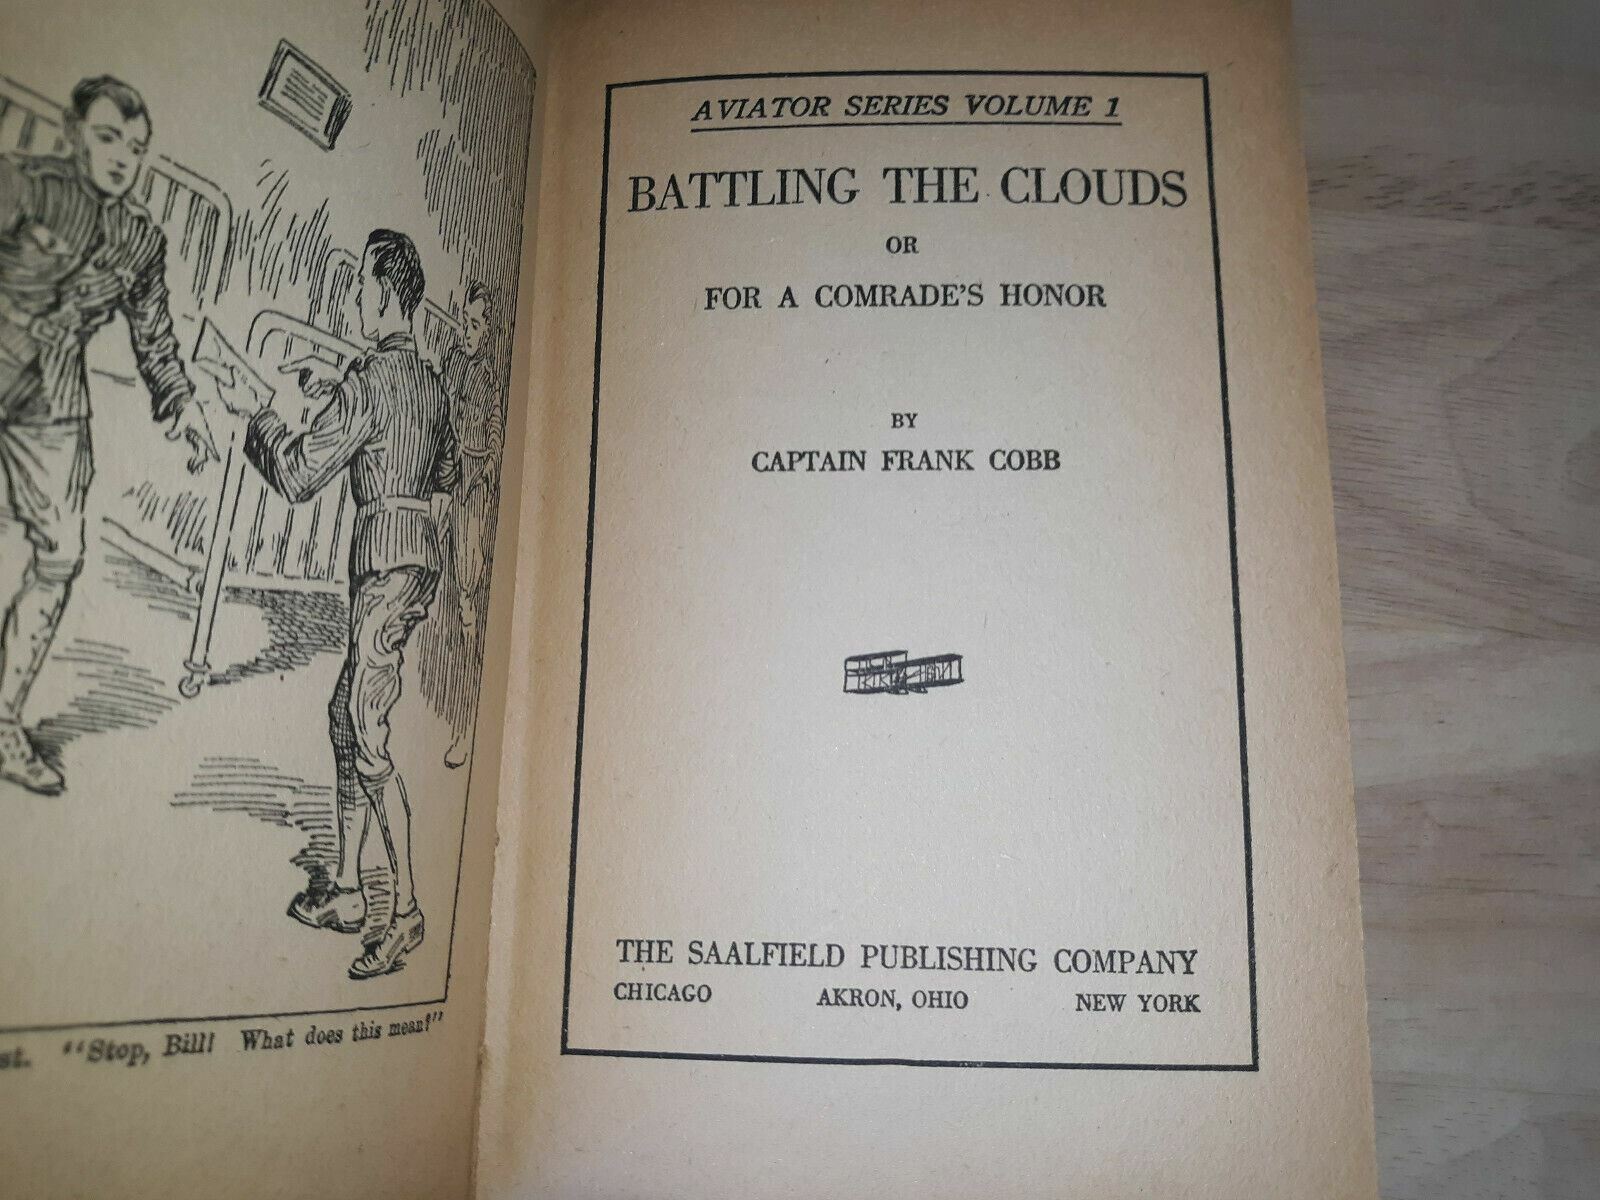 st. "Stop, Bill! What does this mean?"
AVIATOR SERIES VOLUME 1
BATTLING THE CLOUDS
OR
FOR A COMRADE'S HONOR
BY
CAPTAIN FRANK COBB
THE SAALFIELD PUBLISHING COMPANY
CHICAGO AKRON, OHIO NEW YORK